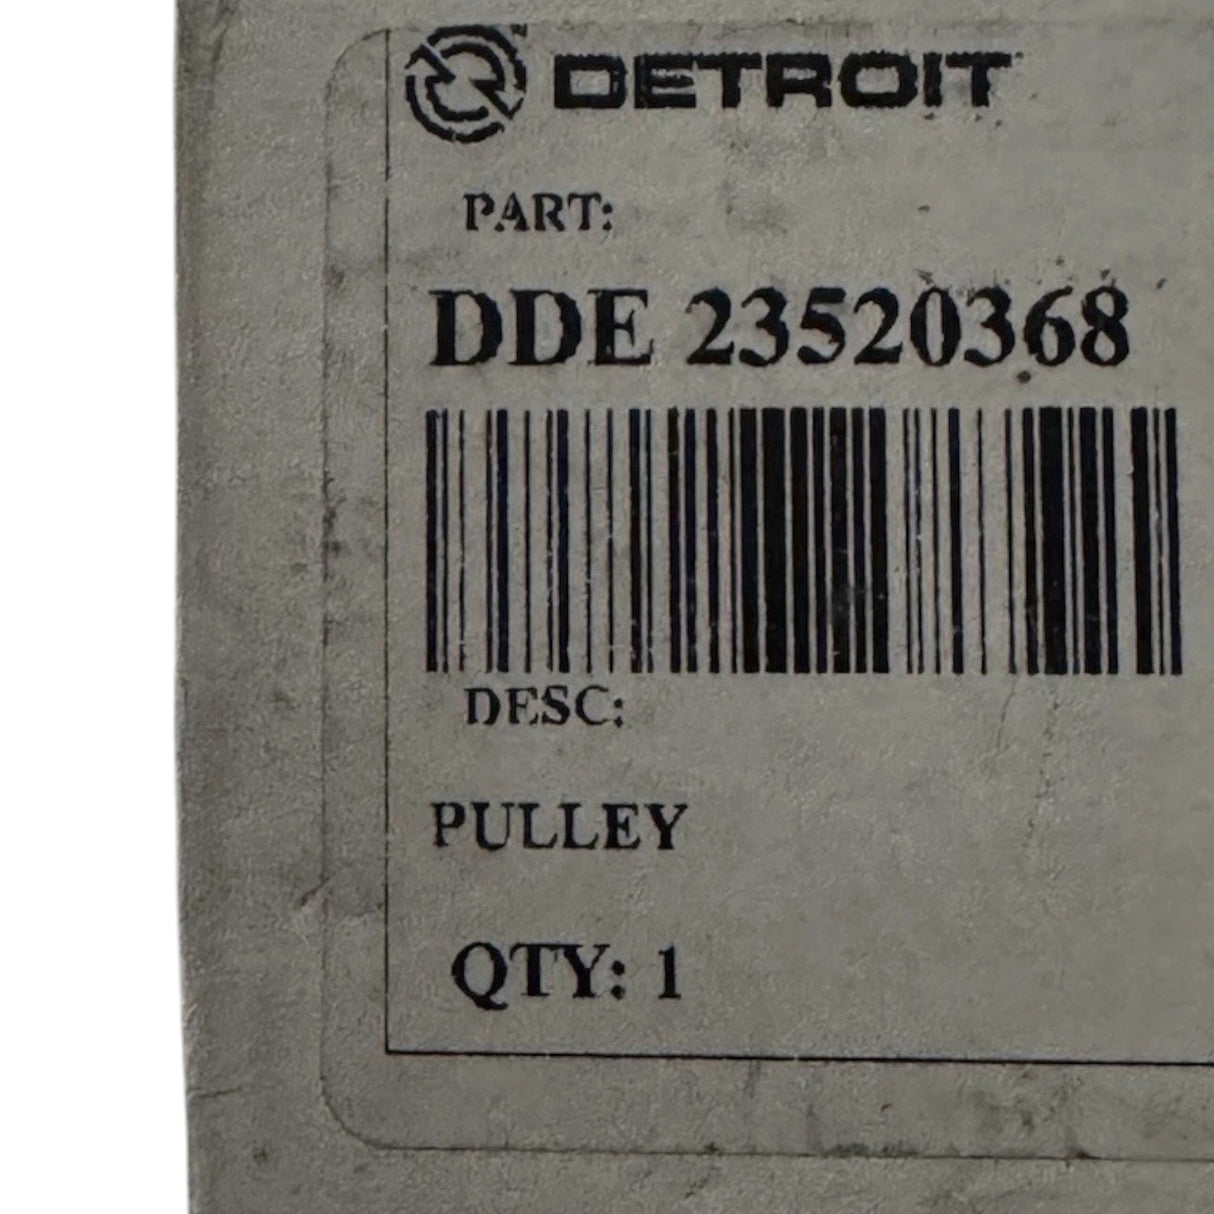 DETROIT
PART:
DDE 23520368
DESC:
PULLEY
QTY: 1